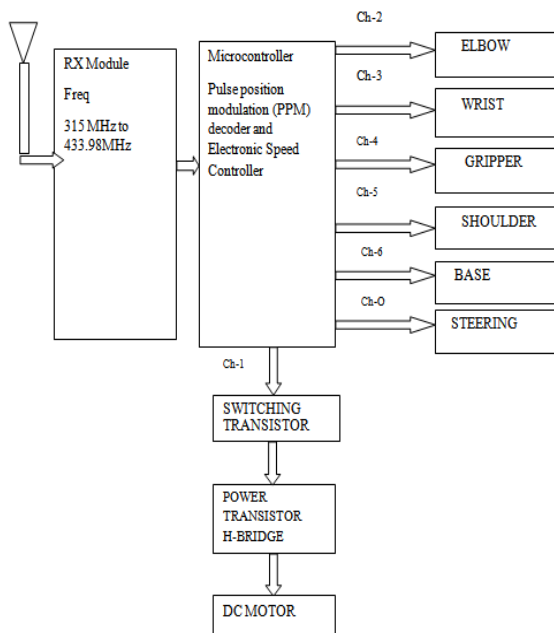 RX Module
Freq
315 MHz to
433.98MHz
Microcontroller
Pulse position
modulation (PPM)
decoder and
Electronic Speed
Controller
Ch-2
ELBOW
Ch-3
WRIST
Ch-4
GRIPPER
Ch-5
SHOULDER
Ch-6
BASE
Ch-O
STEERING
Ch-1
SWITCHING
TRANSISTOR
POWER
TRANSISTOR
H-BRIDGE
DC MOTOR